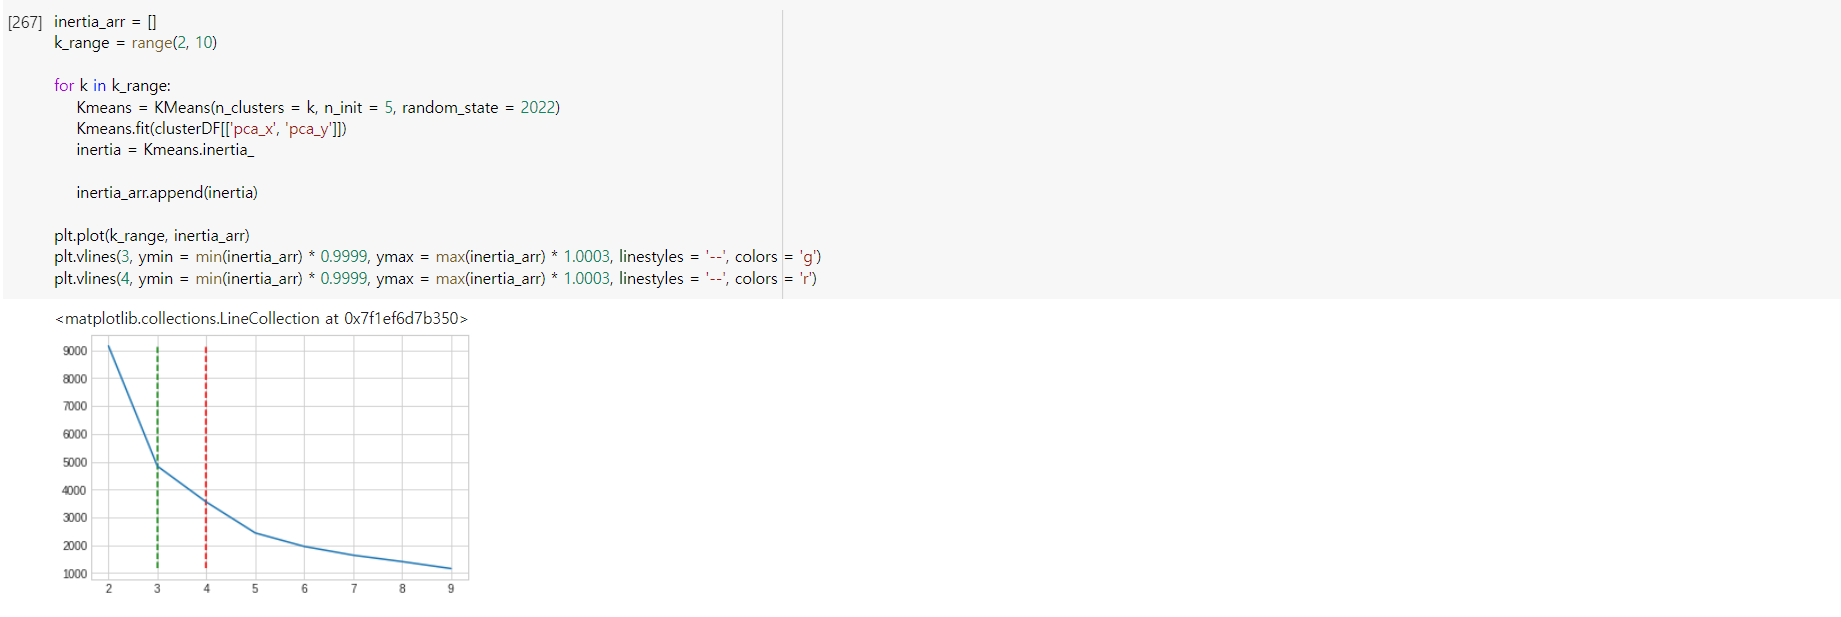 [267] inertia_arr = []
k_range = range(2, 10)
for k in k_range:
Kmeans = KMeans(n_clusters = k, n_init = 5, random_state = 2022)
Kmeans.fit(clusterDF[['pca_x', 'pca_y']])
inertia = Kmeans.inertia_
inertia_arr.append(inertia)
plt.plot(k_range, inertia_arr)
plt.vlines(3, ymin = min(inertia_arr) * 0.9999, ymax = max(inertia_arr) * 1.0003, linestyles = '--', colors = 'g')
plt.vlines(4, ymin = min(inertia_arr) * 0.9999, ymax = max(inertia_arr) * 1.0003, linestyles = '--', colors = 'r')
<matplotlib.collections.LineCollection at 0x7f1ef6d7b350>
9000
8000
7000
6000
5000
4000
3000
2000
1000
2 3 4 5 6 7 8 9